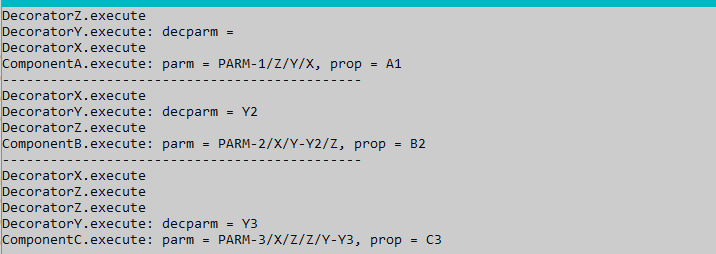 DecoratorZ.execute
DecoratorY.execute: decparm =
DecoratorX.execute
ComponentA.execute: parm = PARM-1/Z/Y/X, prop = A1
---------------------------------------------
DecoratorX.execute
DecoratorY.execute: decparm = Y2
DecoratorZ.execute
ComponentB.execute: parm = PARM-2/X/Y-Y2/Z, prop = B2
---------------------------------------------
DecoratorX.execute
DecoratorZ.execute
DecoratorZ.execute
DecoratorY.execute: decparm = Y3
ComponentC.execute: parm = PARM-3/X/Z/Z/Y-Y3, prop = C3